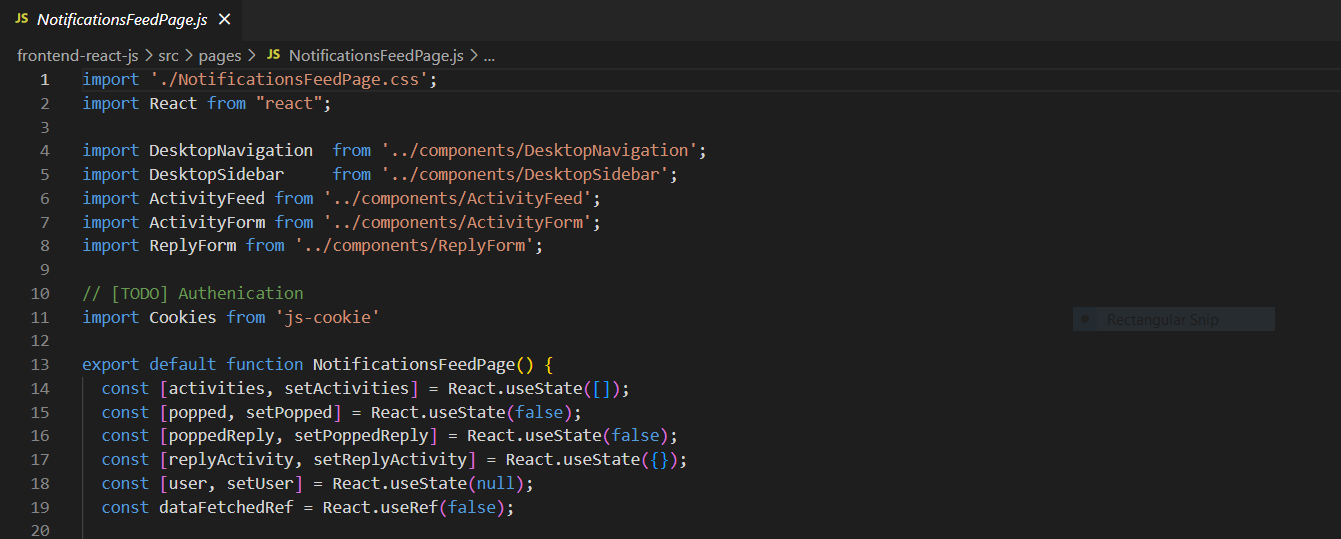 JS NotificationsFeedPage.js ×
frontend-react-js > src > pages > JS NotificationsFeedPage.js > ...
1 import './NotificationsFeedPage.css';
2 import React from "react";
3
4 import DesktopNavigation  from '../components/DesktopNavigation';
5 import DesktopSidebar     from '../components/DesktopSidebar';
6 import ActivityFeed from '../components/ActivityFeed';
7 import ActivityForm from '../components/ActivityForm';
8 import ReplyForm from '../components/ReplyForm';
9
10 // [TODO] Authenication
11 import Cookies from 'js-cookie'
Rectangular Snip
12
13 export default function NotificationsFeedPage() {
14   const [activities, setActivities] = React.useState([]);
15   const [popped, setPopped] = React.useState(false);
16   const [poppedReply, setPoppedReply] = React.useState(false);
17   const [replyActivity, setReplyActivity] = React.useState({});
18   const [user, setUser] = React.useState(null);
19   const dataFetchedRef = React.useRef(false);
20